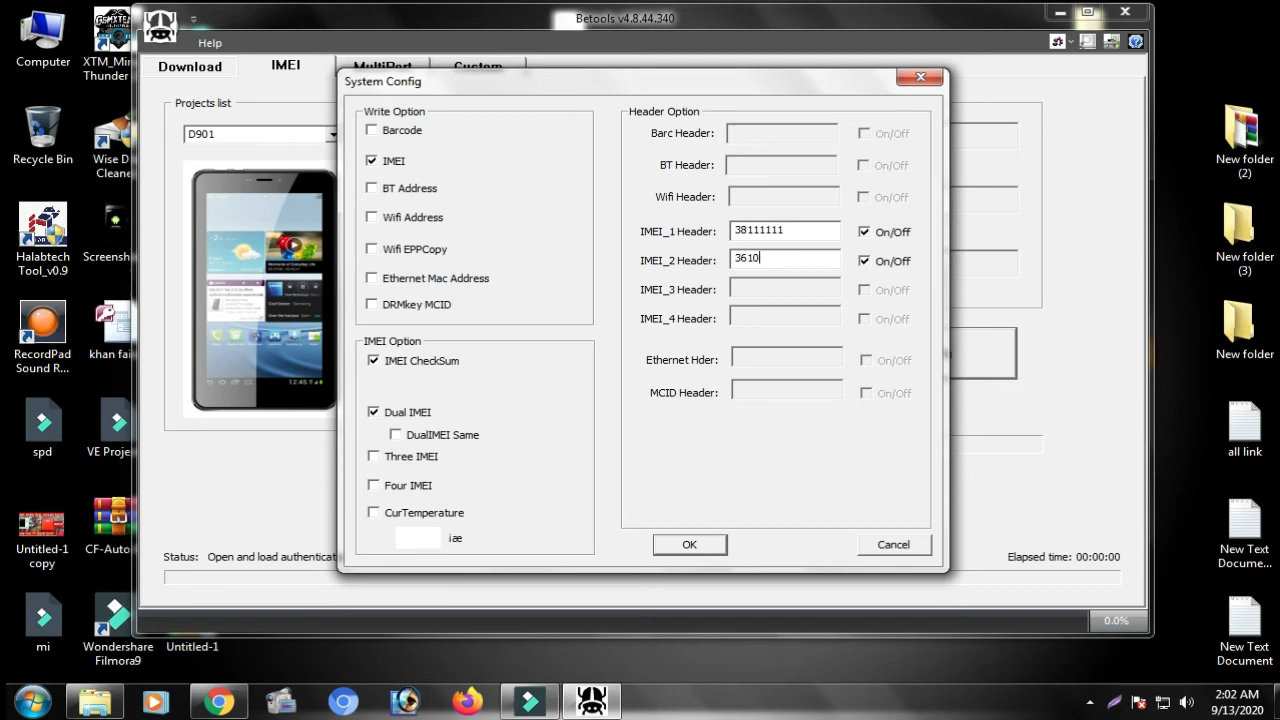 Betools v4.8.44.340
Help
Download
IMEI
MultiPort
Custom
Projects list
D901
System Config
Write Option
Barcode
IMEI
BT Address
Wifi Address
Wifi EPPCopy
Ethernet Mac Address
DRMkey MCID
IMEI Option
IMEI CheckSum
Dual IMEI
DualIMEI Same
Three IMEI
Four IMEI
CurTemperature
iæ
Header Option
Barc Header: On/Off
BT Header: On/Off
Wifi Header: On/Off
IMEI_1 Header: 38111111 On/Off
IMEI_2 Header: 3610 On/Off
IMEI_3 Header: On/Off
IMEI_4 Header: On/Off
Ethernet Hder: On/Off
MCID Header: On/Off
OK
Cancel
Status: Open and load authenticat
Elapsed time: 00:00:00
0.0%
Computer
XTM_Min
Thunder
Recycle Bin
Wise D
Cleane
Halabtech
Tool_v0.9
Screensh
RecordPad
Sound R...
khan fai
spd
VE Proje
Untitled-1
copy
CF-Auto
mi
Wondershare
Filmora9
Untitled-1
New folder
(2)
New folder
(3)
New folder
all link
New Text
Docume...
New Text
Document
2:02 AM
9/13/2020